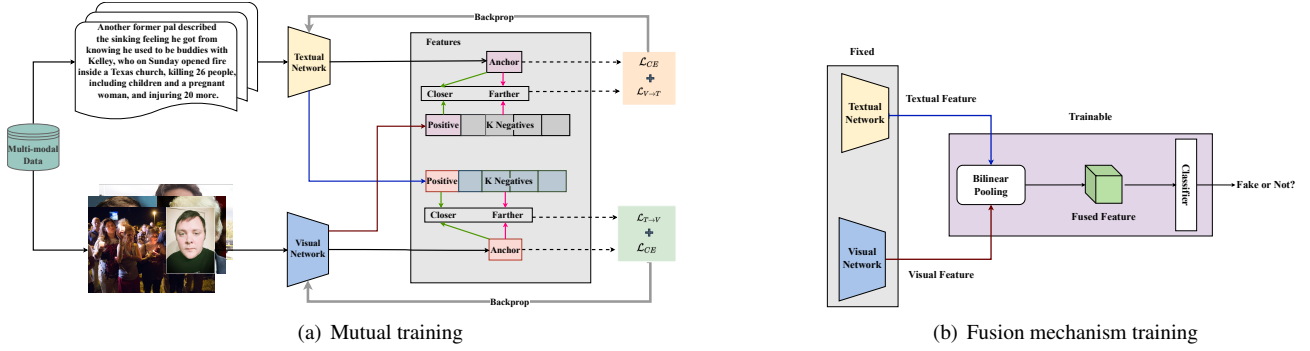 Another former pal described
the sinking feeling he got from
knowing he used to be buddies with
Kelley, who on Sunday opened fire
inside a Texas church, killing 26 people,
including children and a pregnant
woman, and injuring 20 more.
Multi-modal
Data
Textual
Network
Visual
Network
Backprop
Features
Anchor
Closer Farther
Positive K Negatives
Positive K Negatives
Closer Farther
Anchor
Backprop
ℒCE
+
ℒV→T
ℒT→V
+
ℒCE
(a) Mutual training
Fixed
Textual
Network
Visual
Network
Textual Feature
Visual Feature
Trainable
Bilinear
Pooling
Fused Feature
Classifier
Fake or Not?
(b) Fusion mechanism training